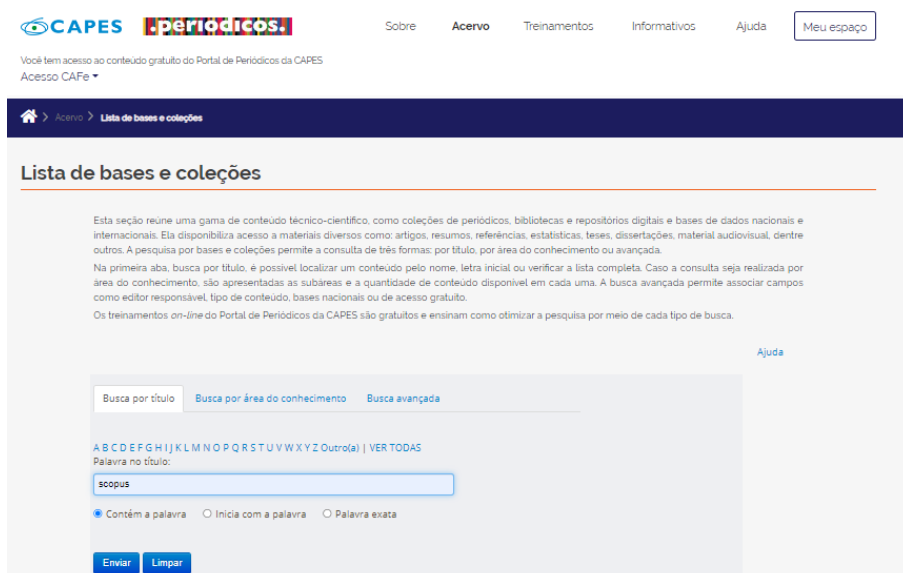 CAPES .periódicos. Sobre Acervo Treinamentos Informativos Ajuda Meu espaço
Você tem acesso ao conteúdo gratuito do Portal de Periódicos da CAPES
Acesso CAFe
Acervo Lista de bases e coleções
Lista de bases e coleções
Esta seção reúne uma gama de conteúdo técnico-científico, como coleções de periódicos, bibliotecas e repositórios digitais e bases de dados nacionais e
internacionais. Ela disponibiliza acesso a materiais diversos como: artigos, resumos, referências, estatísticas, teses, dissertações, material audiovisual, dentre
outros. A pesquisa por bases e coleções permite a consulta de três formas: por título, por área do conhecimento ou avançada.
Na primeira aba, busca por título, é possível localizar um conteúdo pelo nome, letra inicial ou verificar a lista completa. Caso a consulta seja realizada por
área do conhecimento, são apresentadas as subáreas e a quantidade de conteúdo disponível em cada uma. A busca avançada permite associar campos
como editor responsável, tipo de conteúdo, bases nacionais ou de acesso gratuito.
Os treinamentos on-line do Portal de Periódicos da CAPES são gratuitos e ensinam como otimizar a pesquisa por meio de cada tipo de busca.
Ajuda
Busca por título Busca por área do conhecimento Busca avançada
A B C D E F G H I J K L M N O P Q R S T U V W X Y Z Outro(a) | VER TODAS
Palavra no título:
scopus
Contém a palavra Inicia com a palavra Palavra exata
Enviar Limpar